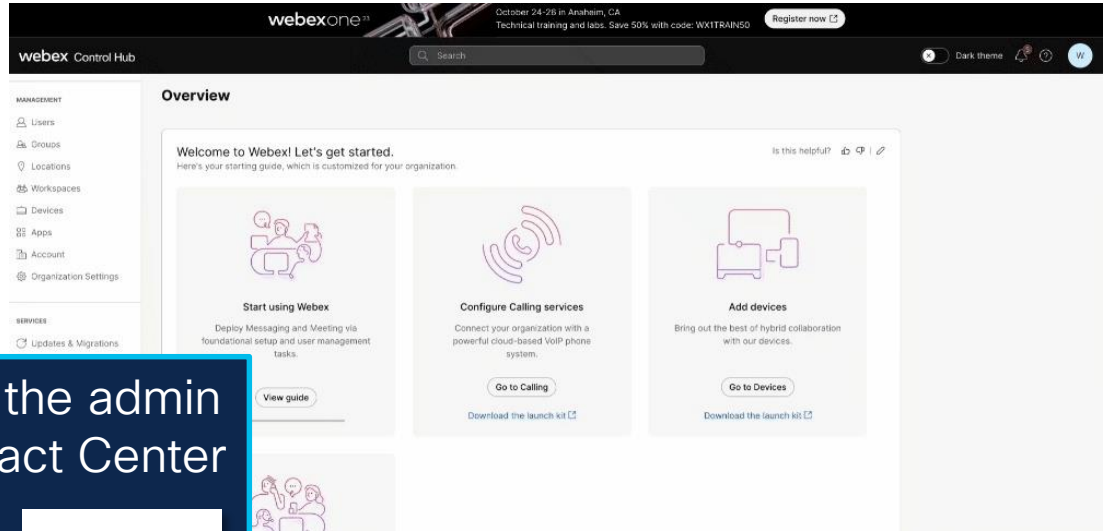 webexone23
October 24-26 in Anaheim, CA
Technical training and labs. Save 50% with code: WX1TRAIN50
Register now
webex Control Hub
Search
Dark theme
W
MANAGEMENT
Users
Groups
Locations
Workspaces
Devices
Apps
Account
Organization Settings
SERVICES
Updates & Migrations
Overview
Welcome to Webex! Let's get started.
Here's your starting guide, which is customized for your organization.
Is this helpful?
Start using Webex
Deploy Messaging and Meeting via
foundational setup and user management
tasks.
View guide
Configure Calling services
Connect your organization with a
powerful cloud-based VoIP phone
system.
Go to Calling
Download the launch kit
Add devices
Bring out the best of hybrid collaboration
with our devices.
Go to Devices
Download the launch kit
the admin
act Center